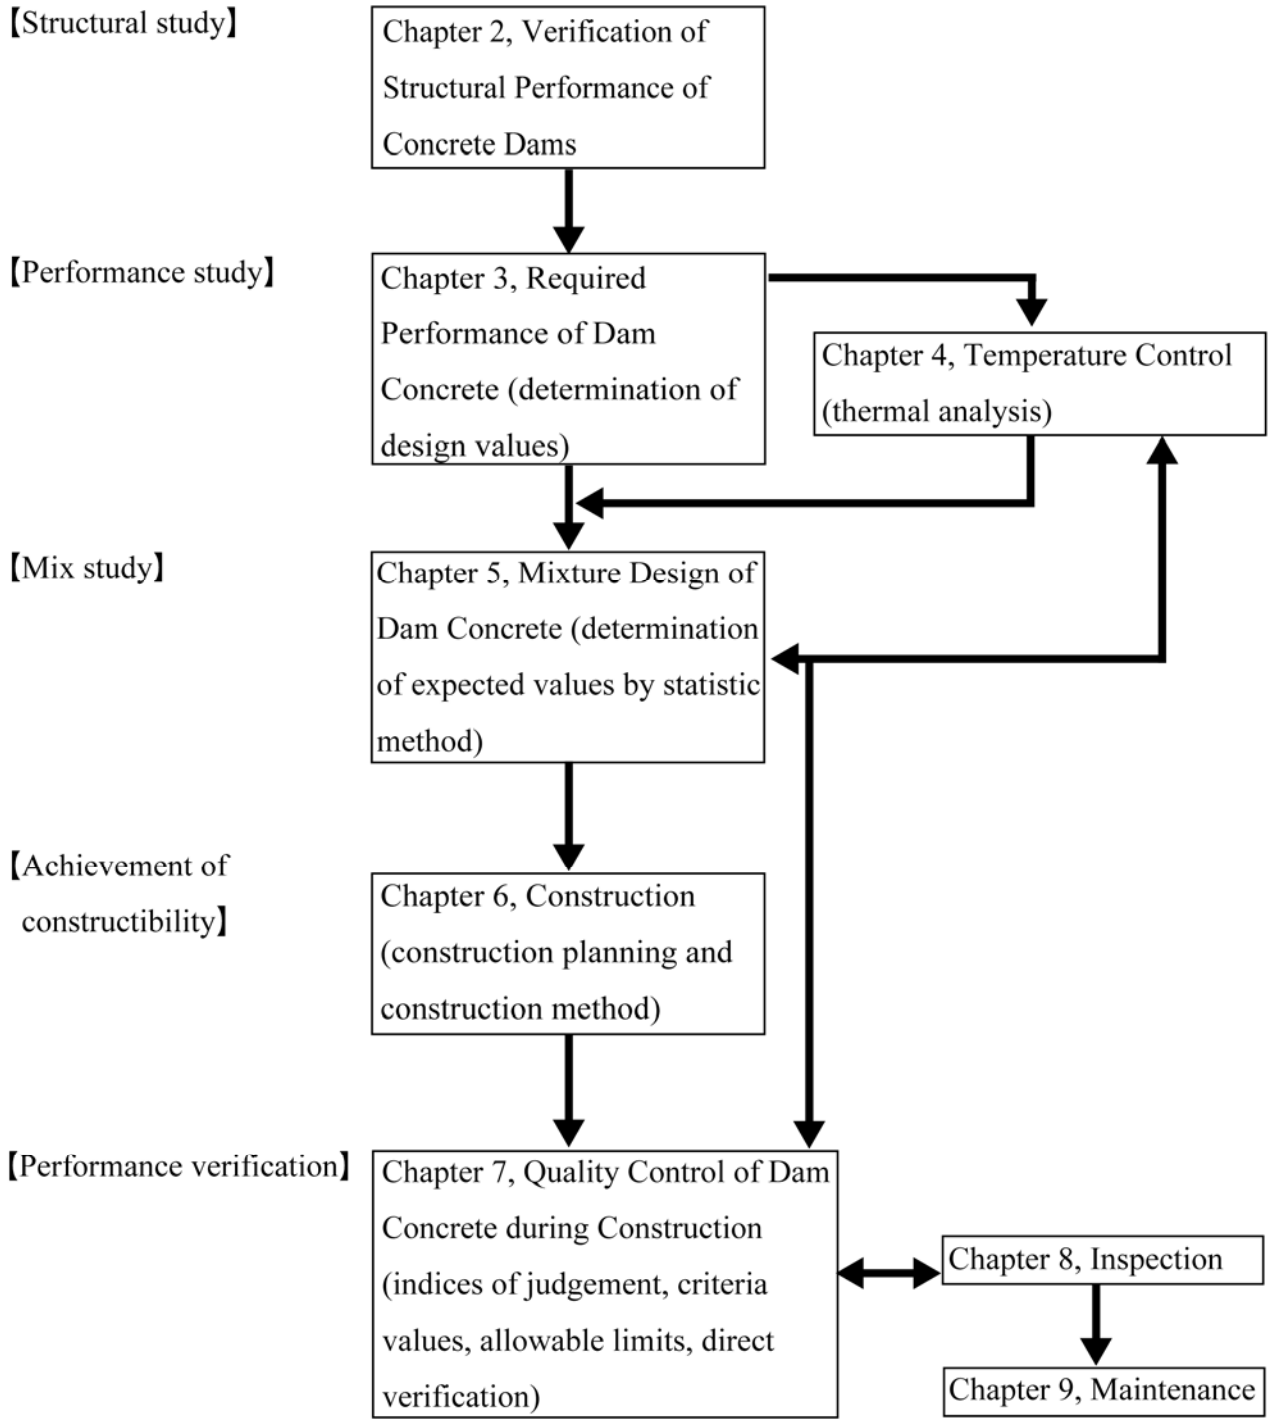 【Structural study】
Chapter 2, Verification of
Structural Performance of
Concrete Dams
【Performance study】
Chapter 3, Required
Performance of Dam
Concrete (determination of
design values)
Chapter 4, Temperature Control
(thermal analysis)
【Mix study】
Chapter 5, Mixture Design of
Dam Concrete (determination
of expected values by statistic
method)
【Achievement of
constructibility】
Chapter 6, Construction
(construction planning and
construction method)
【Performance verification】
Chapter 7, Quality Control of Dam
Concrete during Construction
(indices of judgement, criteria
values, allowable limits, direct
verification)
Chapter 8, Inspection
Chapter 9, Maintenance